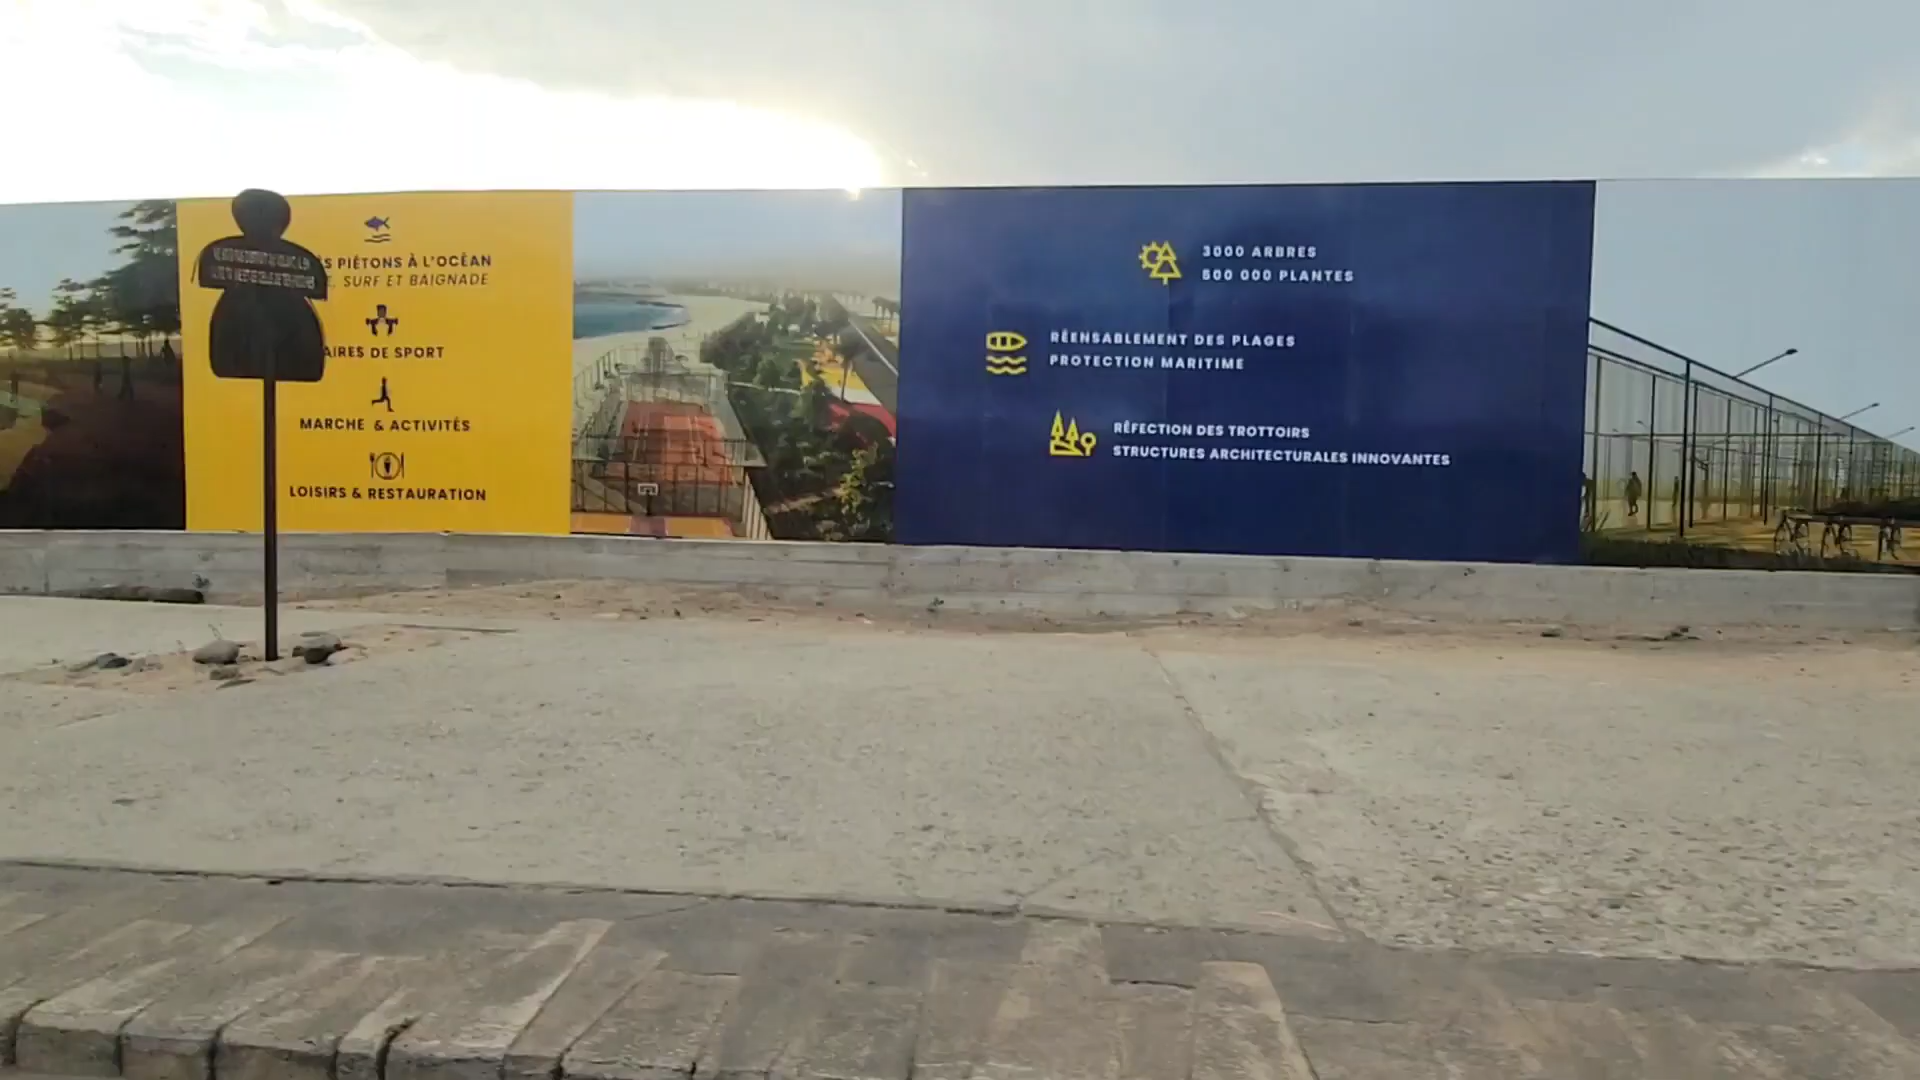 S PIÉTONS À L'OCÉAN
SURF ET BAIGNADE
AIRES DE SPORT
MARCHE & ACTIVITÉS
LOISIRS & RESTAURATION
3000 ARBRES
500 000 PLANTES
RÉENSABLEMENT DES PLAGES
PROTECTION MARITIME
RÉFECTION DES TROTTOIRS
STRUCTURES ARCHITECTURALES INNOVANTES